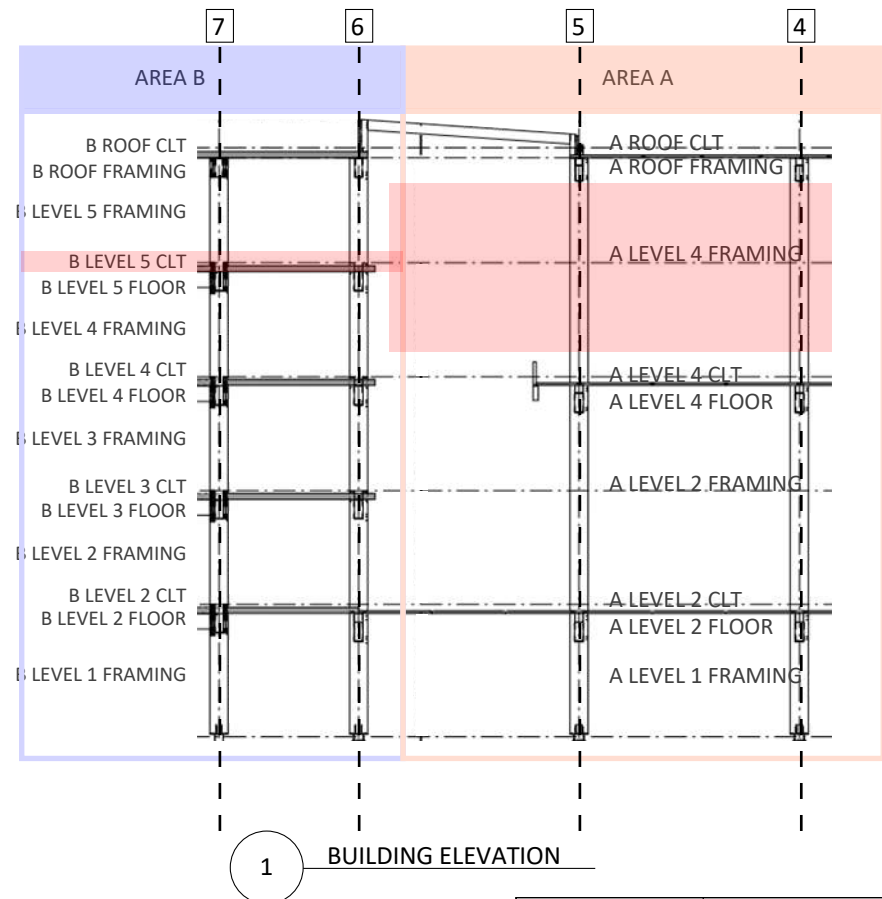 7 6 5 4
AREA B AREA A
B ROOF CLT A ROOF CLT
B ROOF FRAMING A ROOF FRAMING
B LEVEL 5 FRAMING
B LEVEL 5 CLT A LEVEL 4 FRAMING
B LEVEL 5 FLOOR
B LEVEL 4 FRAMING
B LEVEL 4 CLT A LEVEL 4 CLT
B LEVEL 4 FLOOR A LEVEL 4 FLOOR
B LEVEL 3 FRAMING
B LEVEL 3 CLT A LEVEL 2 FRAMING
B LEVEL 3 FLOOR
B LEVEL 2 FRAMING
B LEVEL 2 CLT A LEVEL 2 CLT
B LEVEL 2 FLOOR A LEVEL 2 FLOOR
B LEVEL 1 FRAMING A LEVEL 1 FRAMING
1 BUILDING ELEVATION